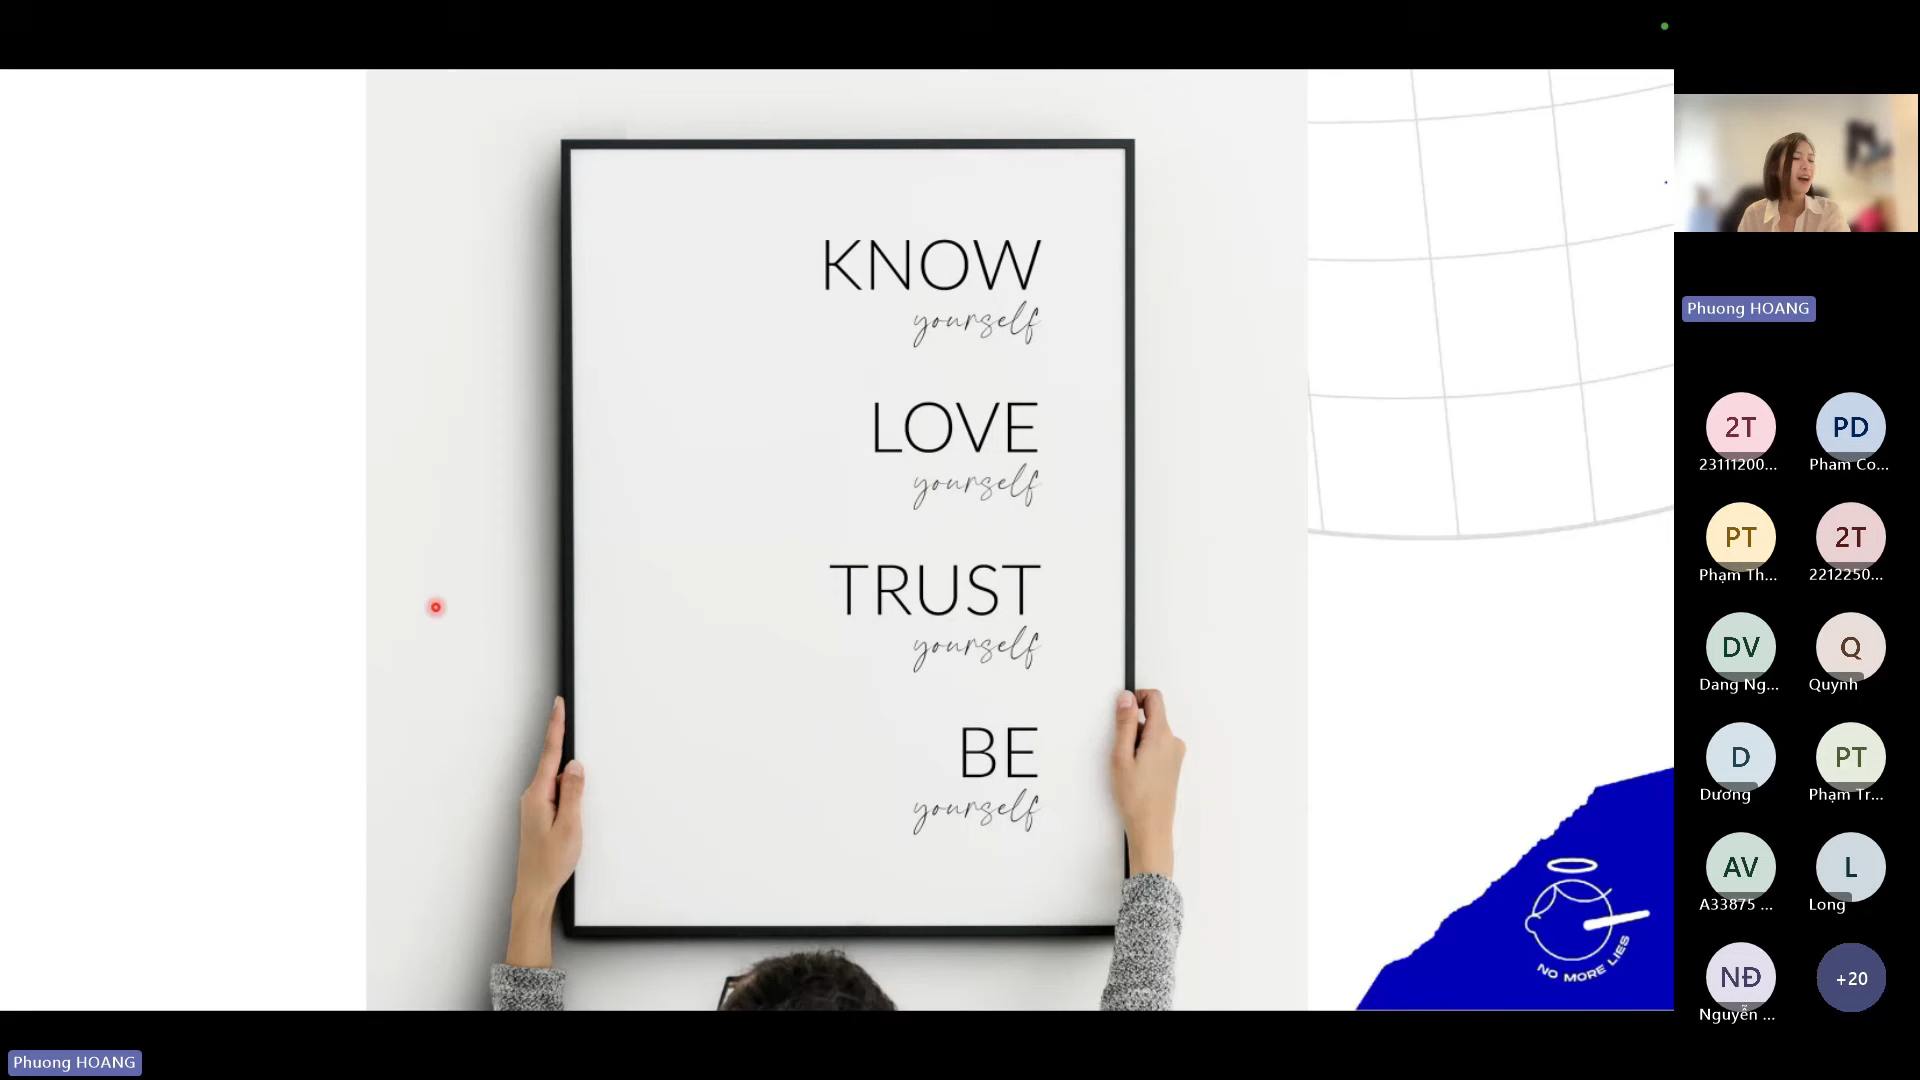 KNOW
yourself
LOVE
yourself
TRUST
yourself
BE
yourself
NO MORE LIES
Phuong HOANG
Phuong HOANG
2T
23111200...
PD
Pham Co...
PT
Phạm Th...
2T
2212250...
DV
Dang Ng...
Q
Quynh
D
Dương
PT
Phạm Tr...
AV
A33875 ...
L
Long
NĐ
Nguyễn ...
+20